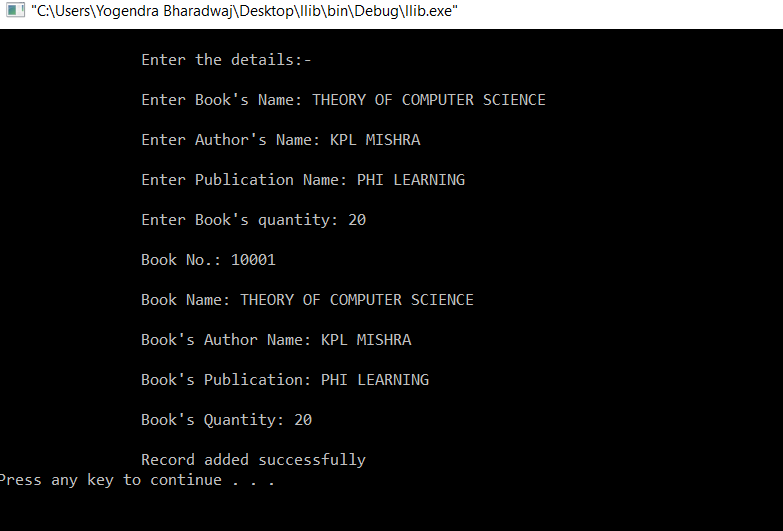 "C:\Users\Yogendra Bharadwaj\Desktop\llib\bin\Debug\llib.exe"
Enter the details:-
Enter Book's Name: THEORY OF COMPUTER SCIENCE
Enter Author's Name: KPL MISHRA
Enter Publication Name: PHI LEARNING
Enter Book's quantity: 20
Book No.: 10001
Book Name: THEORY OF COMPUTER SCIENCE
Book's Author Name: KPL MISHRA
Book's Publication: PHI LEARNING
Book's Quantity: 20
Record added successfully
Press any key to continue . . .